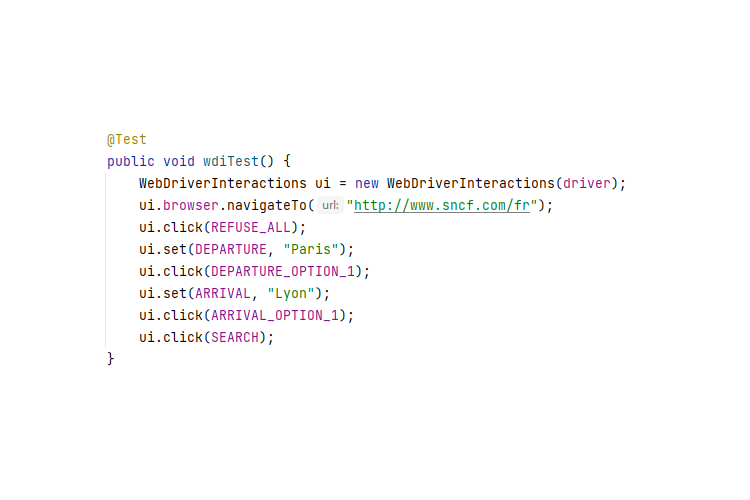 @Test
public void wdiTest() {
WebDriverInteractions ui = new WebDriverInteractions(driver);
ui.browser.navigateTo( url: "http://www.sncf.com/fr");
ui.click(REFUSE_ALL);
ui.set(DEPARTURE, "Paris");
ui.click(DEPARTURE_OPTION_1);
ui.set(ARRIVAL, "Lyon");
ui.click(ARRIVAL_OPTION_1);
ui.click(SEARCH);
}